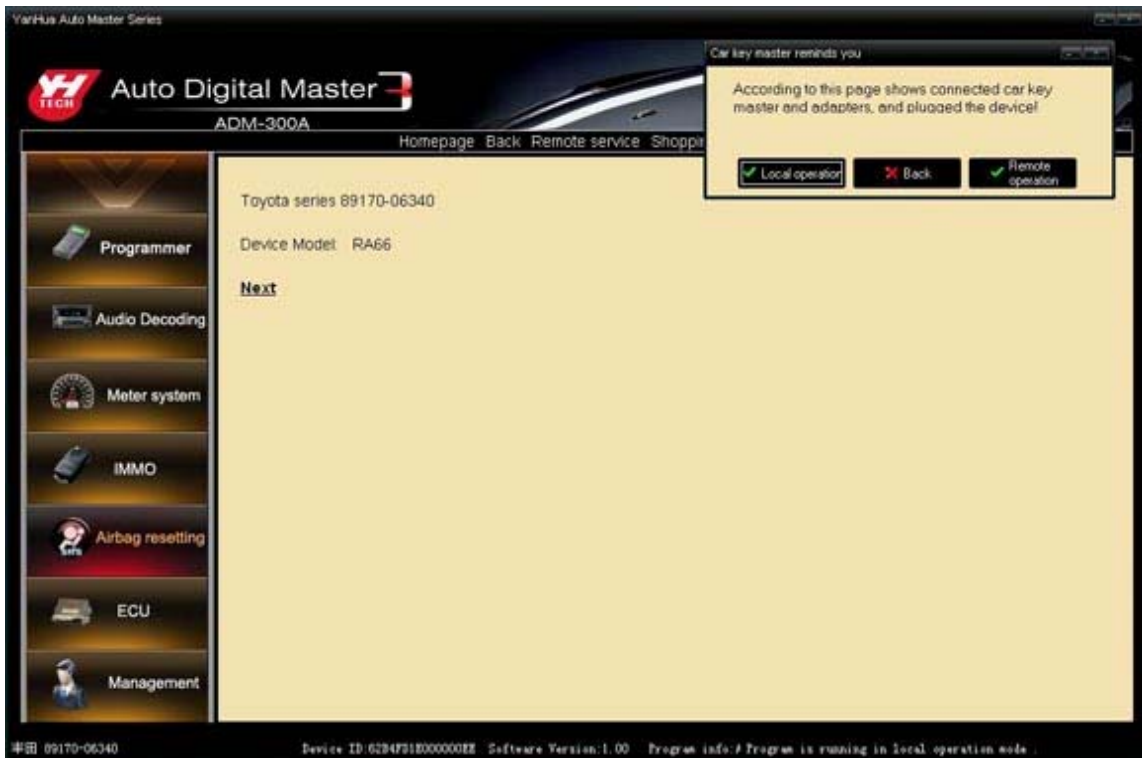 YanHua Auto Master Series
YH
TECH
Auto Digital Master 3
ADM-300A
Homepage Back Remote service
Car key master reminds you
According to this page shows connected car key
master and adapters, and plugged the device!
Local operation
Back
Remote
operation
Programmer
Audio Decoding
Meter system
IMMO
Airbag resetting
ECU
Management
Toyota series 89170-06340
Device Model: RA66
Next
丰田 89170-06340
Software Version:1.00
Program is running in local operation mode .